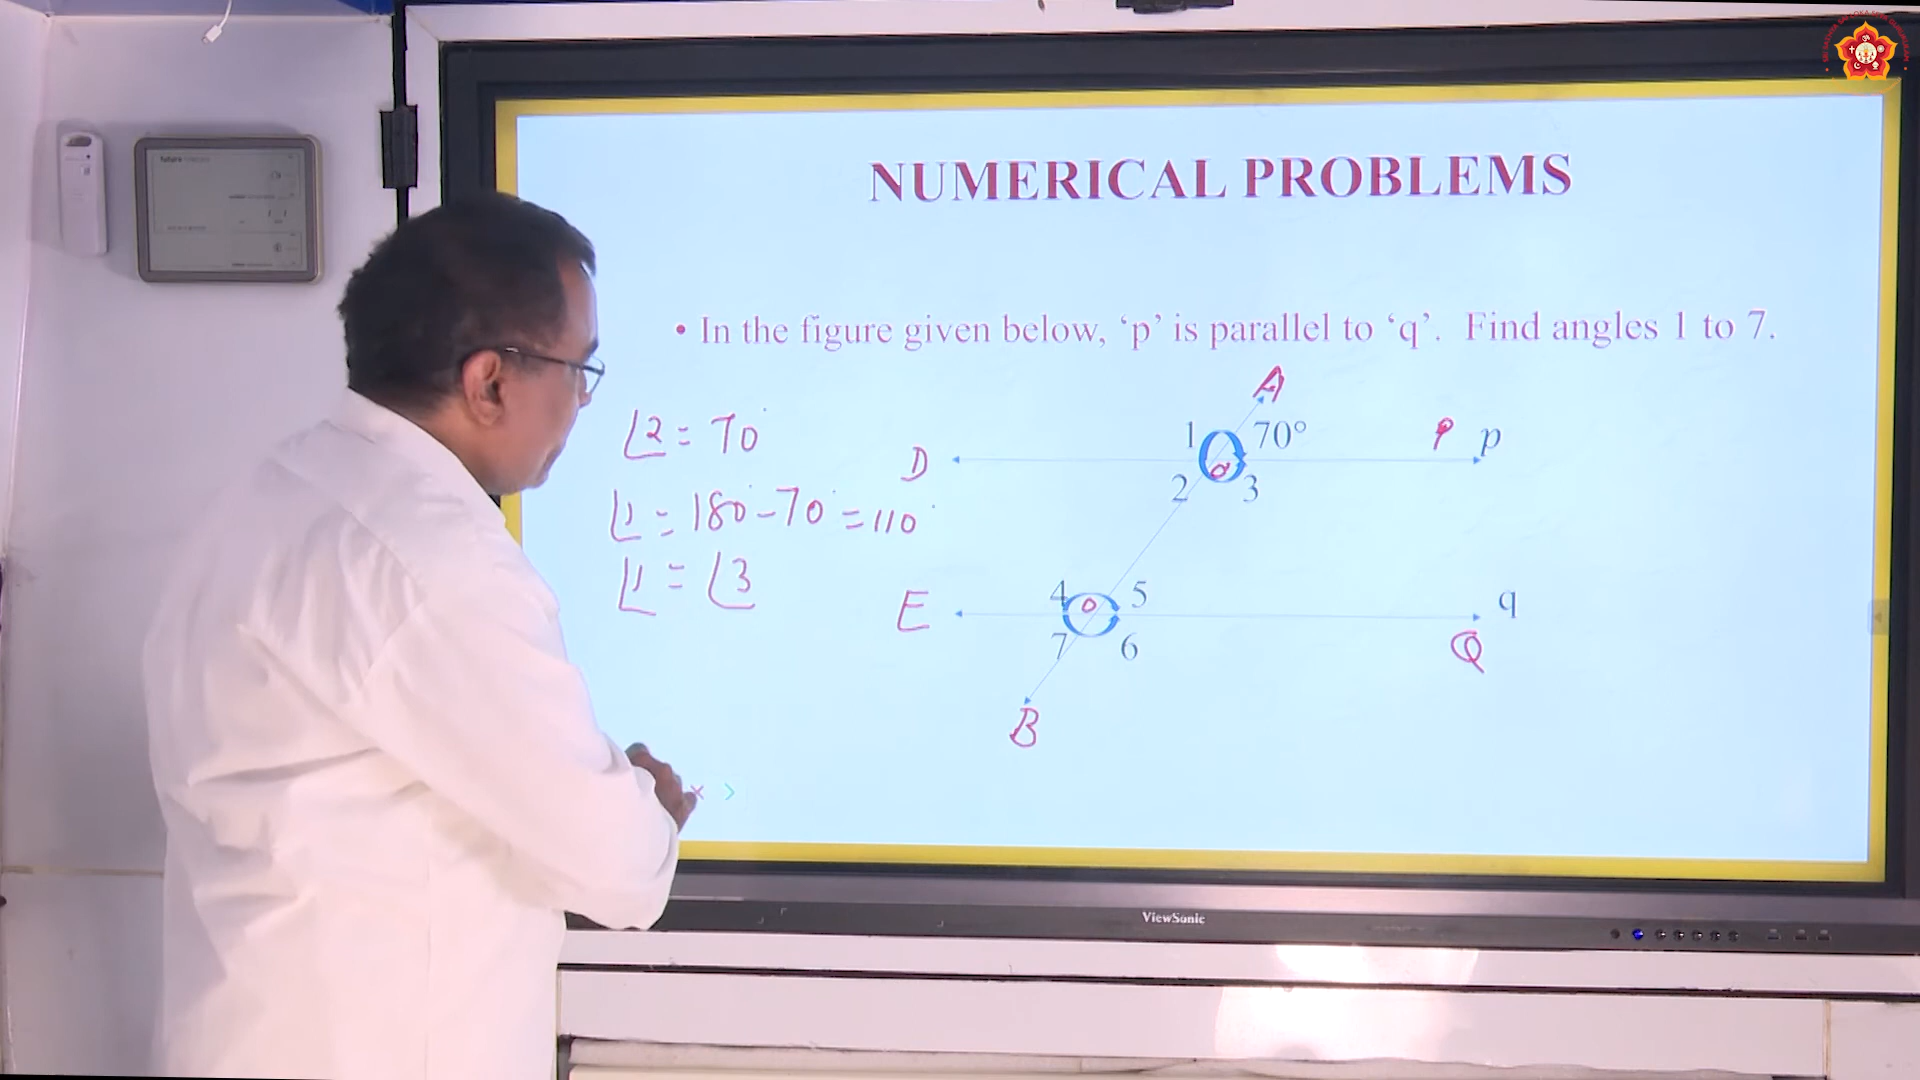 NUMERICAL PROBLEMS
• In the figure given below, ‘p’ is parallel to ‘q’. Find angles 1 to 7.
A
∠2 = 70°
1 70° P p
D
2 3
∠1 = 180° - 70° = 110°
∠1 = ∠3
4 5 q
E
7 6 Q
B
× >
ViewSonic